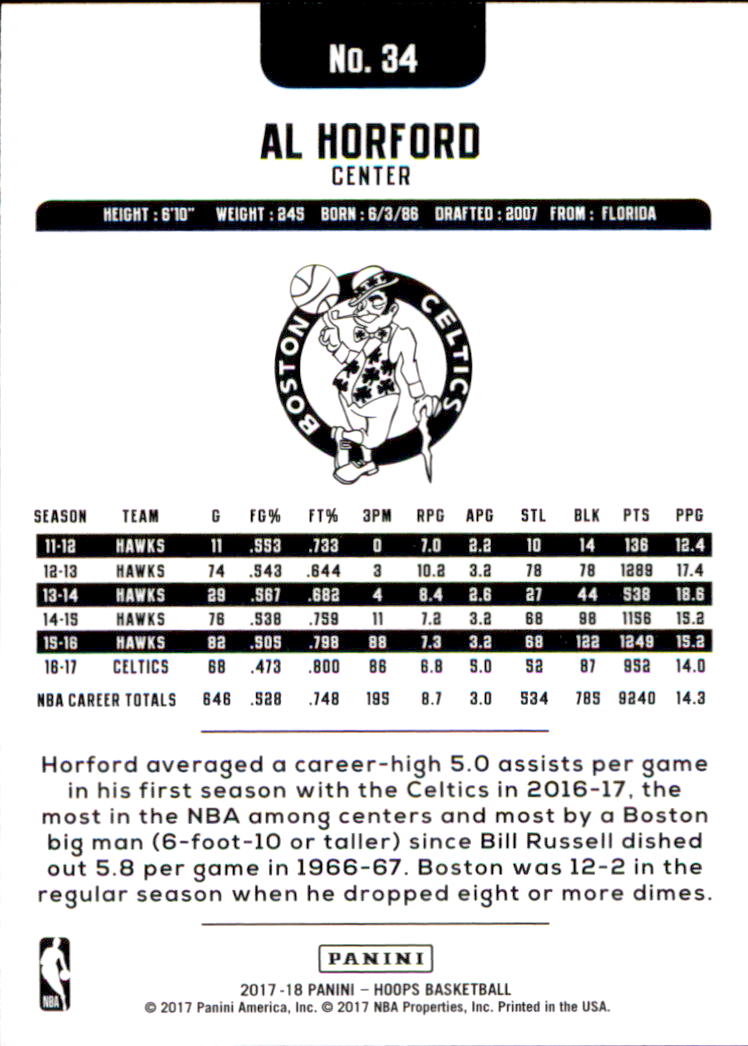 No. 34
AL HORFORD
CENTER
HEIGHT : 6'10" WEIGHT : 245 BORN : 6/3/86 DRAFTED : 2007 FROM : FLORIDA
BOSTON CELTICS
SEASON TEAM G FG% FT% 3PM RPG APG STL BLK PTS PPG
11-12 HAWKS 11 .553 .733 0 7.0 2.2 10 14 136 12.4
12-13 HAWKS 74 .543 .644 3 10.2 3.2 78 78 1289 17.4
13-14 HAWKS 29 .567 .682 4 8.4 2.6 27 44 538 18.6
14-15 HAWKS 76 .538 .759 11 7.2 3.2 68 98 1156 15.2
15-16 HAWKS 82 .505 .798 88 7.3 3.2 68 122 1249 15.2
16-17 CELTICS 68 .473 .800 86 6.8 5.0 52 87 952 14.0
NBA CAREER TOTALS 646 .528 .748 195 8.7 3.0 534 785 9240 14.3
Horford averaged a career-high 5.0 assists per game
in his first season with the Celtics in 2016-17, the
most in the NBA among centers and most by a Boston
big man (6-foot-10 or taller) since Bill Russell dished
out 5.8 per game in 1966-67. Boston was 12-2 in the
regular season when he dropped eight or more dimes.
NBA
PANINI
2017-18 PANINI – HOOPS BASKETBALL
© 2017 Panini America, Inc. © 2017 NBA Properties, Inc. Printed in the USA.